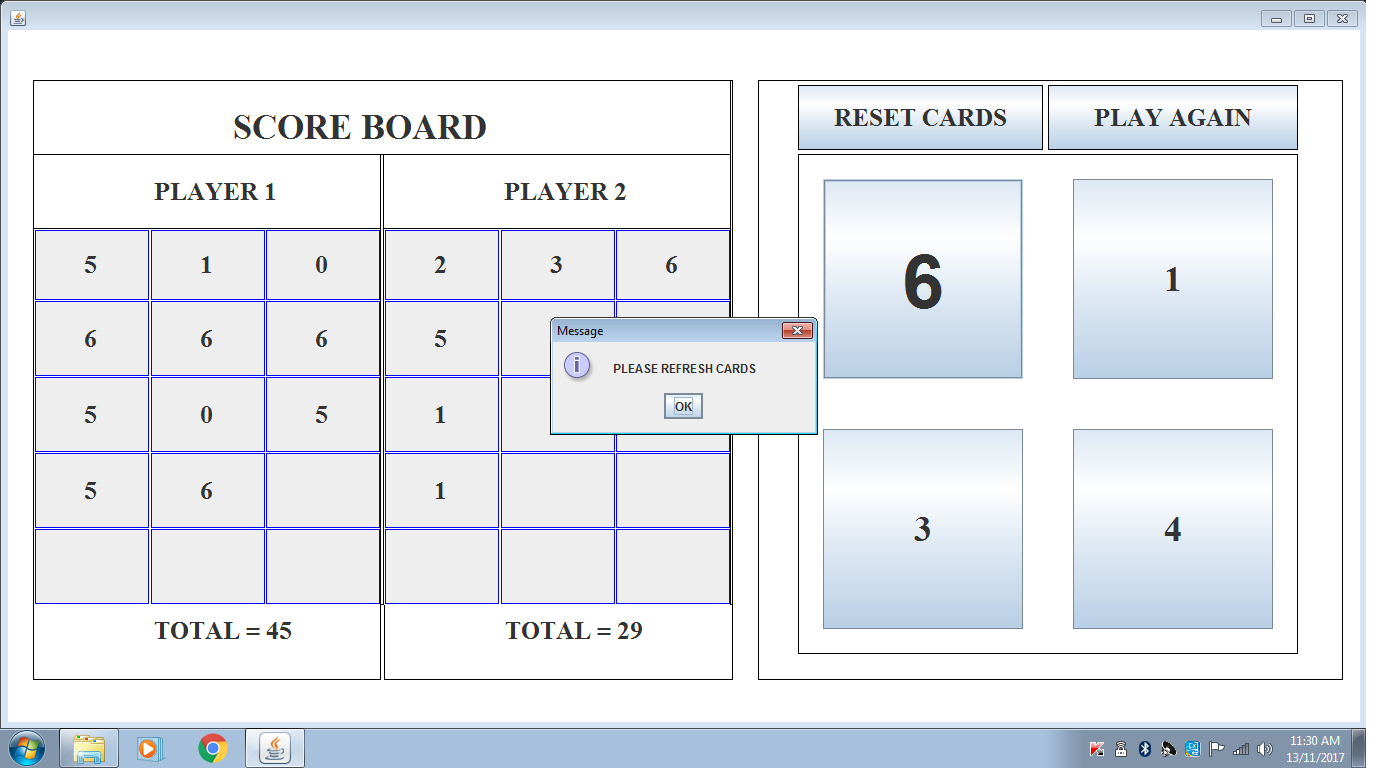 SCORE BOARD
PLAYER 1 PLAYER 2
5 1 0 2 3 6
6 6 6 5
5 0 5 1
5 6 1
TOTAL = 45 TOTAL = 29
Message
PLEASE REFRESH CARDS
OK
RESET CARDS PLAY AGAIN
6 1
3 4
11:30 AM
13/11/2017